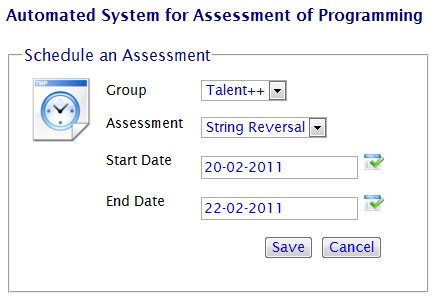 Automated System for Assessment of Programming
Schedule an Assessment
TMP
Group Talent++
Assessment String Reversal
Start Date 20-02-2011
End Date 22-02-2011
Save Cancel